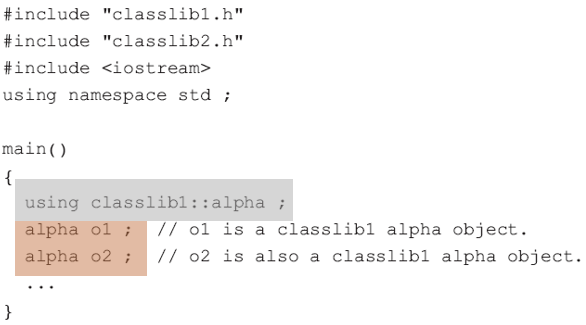 #include "classlib1.h"
#include "classlib2.h"
#include <iostream>
using namespace std ;
main()
{
using classlib1::alpha ;
alpha o1 ; // o1 is a classlib1 alpha object.
alpha o2 ; // o2 is also a classlib1 alpha object.
...
}